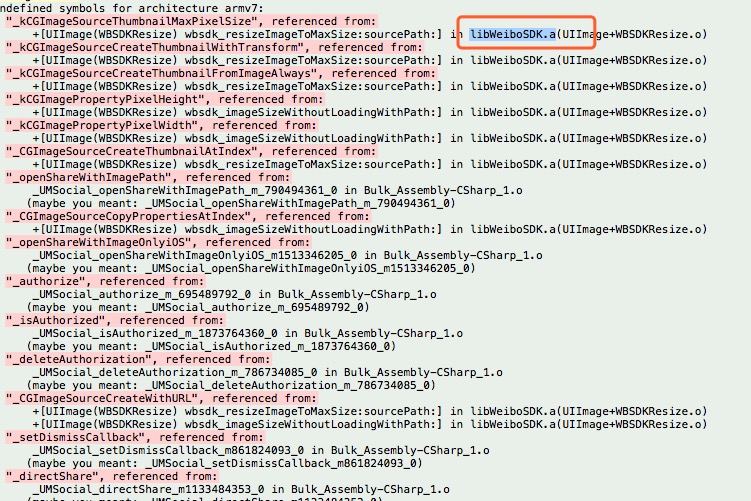 ndefined symbols for architecture armv7:
"_kCGImageSourceThumbnailMaxPixelSize", referenced from:
+[UIImage(WBSDKResize) wbsdk_resizeImageToMaxSize:sourcePath:] in libWeiboSDK.a(UIImage+WBSDKResize.o)
"_kCGImageSourceCreateThumbnailWithTransform", referenced from:
+[UIImage(WBSDKResize) wbsdk_resizeImageToMaxSize:sourcePath:] in libWeiboSDK.a(UIImage+WBSDKResize.o)
"_kCGImageSourceCreateThumbnailFromImageAlways", referenced from:
+[UIImage(WBSDKResize) wbsdk_resizeImageToMaxSize:sourcePath:] in libWeiboSDK.a(UIImage+WBSDKResize.o)
"_kCGImagePropertyPixelHeight", referenced from:
+[UIImage(WBSDKResize) wbsdk_imageSizeWithoutLoadingWithPath:] in libWeiboSDK.a(UIImage+WBSDKResize.o)
"_kCGImagePropertyPixelWidth", referenced from:
+[UIImage(WBSDKResize) wbsdk_imageSizeWithoutLoadingWithPath:] in libWeiboSDK.a(UIImage+WBSDKResize.o)
"_CGImageSourceCreateThumbnailAtIndex", referenced from:
+[UIImage(WBSDKResize) wbsdk_resizeImageToMaxSize:sourcePath:] in libWeiboSDK.a(UIImage+WBSDKResize.o)
"_openShareWithImagePath", referenced from:
_UMSocial_openShareWithImagePath_m_790494361_0 in Bulk_Assembly-CSharp_1.o
(maybe you meant: _UMSocial_openShareWithImagePath_m_790494361_0)
"_CGImageSourceCopyPropertiesAtIndex", referenced from:
+[UIImage(WBSDKResize) wbsdk_imageSizeWithoutLoadingWithPath:] in libWeiboSDK.a(UIImage+WBSDKResize.o)
"_openShareWithImageOnlyiOS", referenced from:
_UMSocial_openShareWithImageOnlyiOS_m1513346205_0 in Bulk_Assembly-CSharp_1.o
(maybe you meant: _UMSocial_openShareWithImageOnlyiOS_m1513346205_0)
"_authorize", referenced from:
_UMSocial_authorize_m_695489792_0 in Bulk_Assembly-CSharp_1.o
(maybe you meant: _UMSocial_authorize_m_695489792_0)
"_isAuthorized", referenced from:
_UMSocial_isAuthorized_m_1873764360_0 in Bulk_Assembly-CSharp_1.o
(maybe you meant: _UMSocial_isAuthorized_m_1873764360_0)
"_deleteAuthorization", referenced from:
_UMSocial_deleteAuthorization_m_786734085_0 in Bulk_Assembly-CSharp_1.o
(maybe you meant: _UMSocial_deleteAuthorization_m_786734085_0)
"_CGImageSourceCreateWithURL", referenced from:
+[UIImage(WBSDKResize) wbsdk_resizeImageToMaxSize:sourcePath:] in libWeiboSDK.a(UIImage+WBSDKResize.o)
+[UIImage(WBSDKResize) wbsdk_imageSizeWithoutLoadingWithPath:] in libWeiboSDK.a(UIImage+WBSDKResize.o)
"_setDismissCallback", referenced from:
_UMSocial_setDismissCallback_m861824093_0 in Bulk_Assembly-CSharp_1.o
(maybe you meant: _UMSocial_setDismissCallback_m861824093_0)
"_directShare", referenced from:
_UMSocial_directShare_m1133484353_0 in Bulk_Assembly-CSharp_1.o
(maybe you meant: _UMSocial_directShare_m1133484353_0)